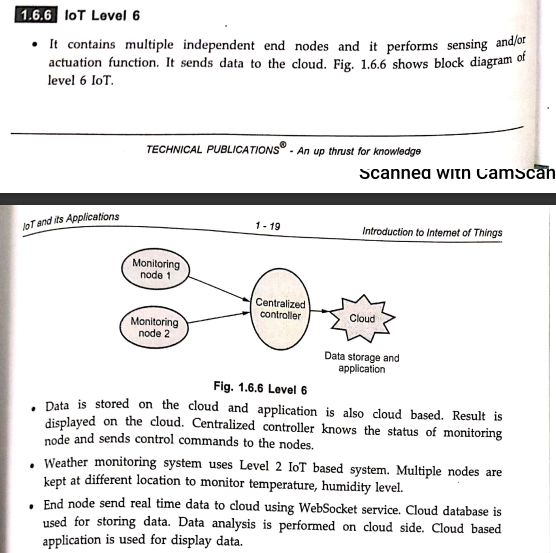 1.6.6 IoT Level 6
• It contains multiple independent end nodes and it performs sensing and/or
actuation function. It sends data to the cloud. Fig. 1.6.6 shows block diagram of
level 6 IoT.
TECHNICAL PUBLICATIONS® - An up thrust for knowledge
Scanned with CamScan
IoT and its Applications
1 - 19
Introduction to Internet of Things
Monitoring
node 1
Monitoring
node 2
Centralized
controller
Cloud
Data storage and
application
Fig. 1.6.6 Level 6
• Data is stored on the cloud and application is also cloud based. Result is
displayed on the cloud. Centralized controller knows the status of monitoring
node and sends control commands to the nodes.
• Weather monitoring system uses Level 2 IoT based system. Multiple nodes are
kept at different location to monitor temperature, humidity level.
• End node send real time data to cloud using WebSocket service. Cloud database is
used for storing data. Data analysis is performed on cloud side. Cloud based
application is used for display data.